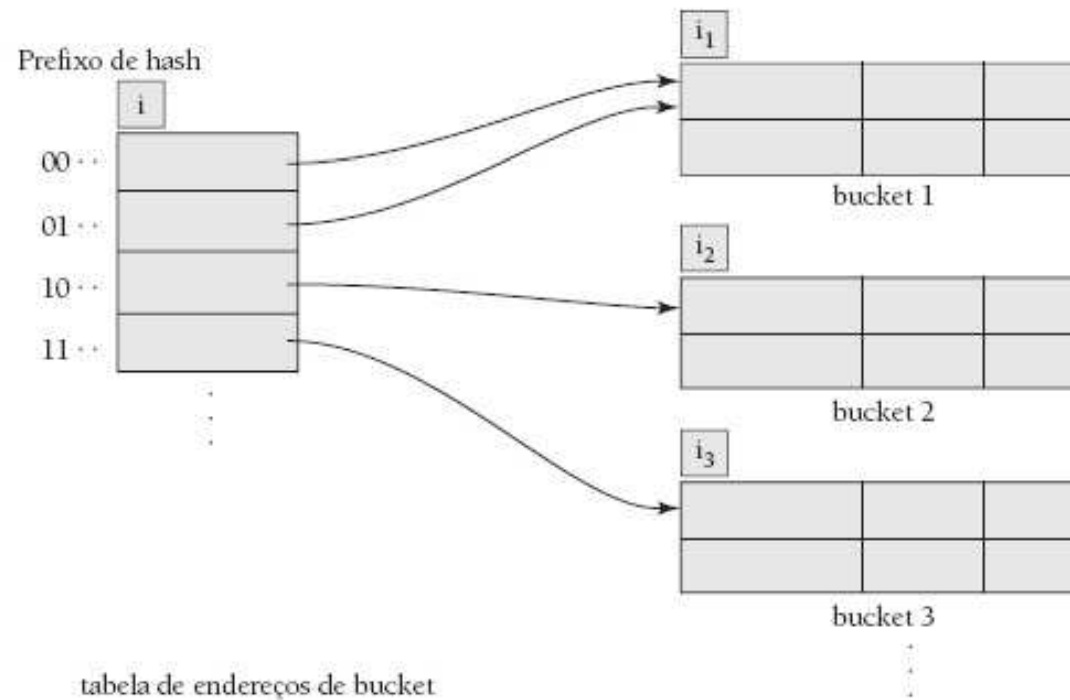 Prefixo de hash
i
00 ··
01 ··
10 ··
11 ··
tabela de endereços de bucket
i₁
bucket 1
i₂
bucket 2
i₃
bucket 3